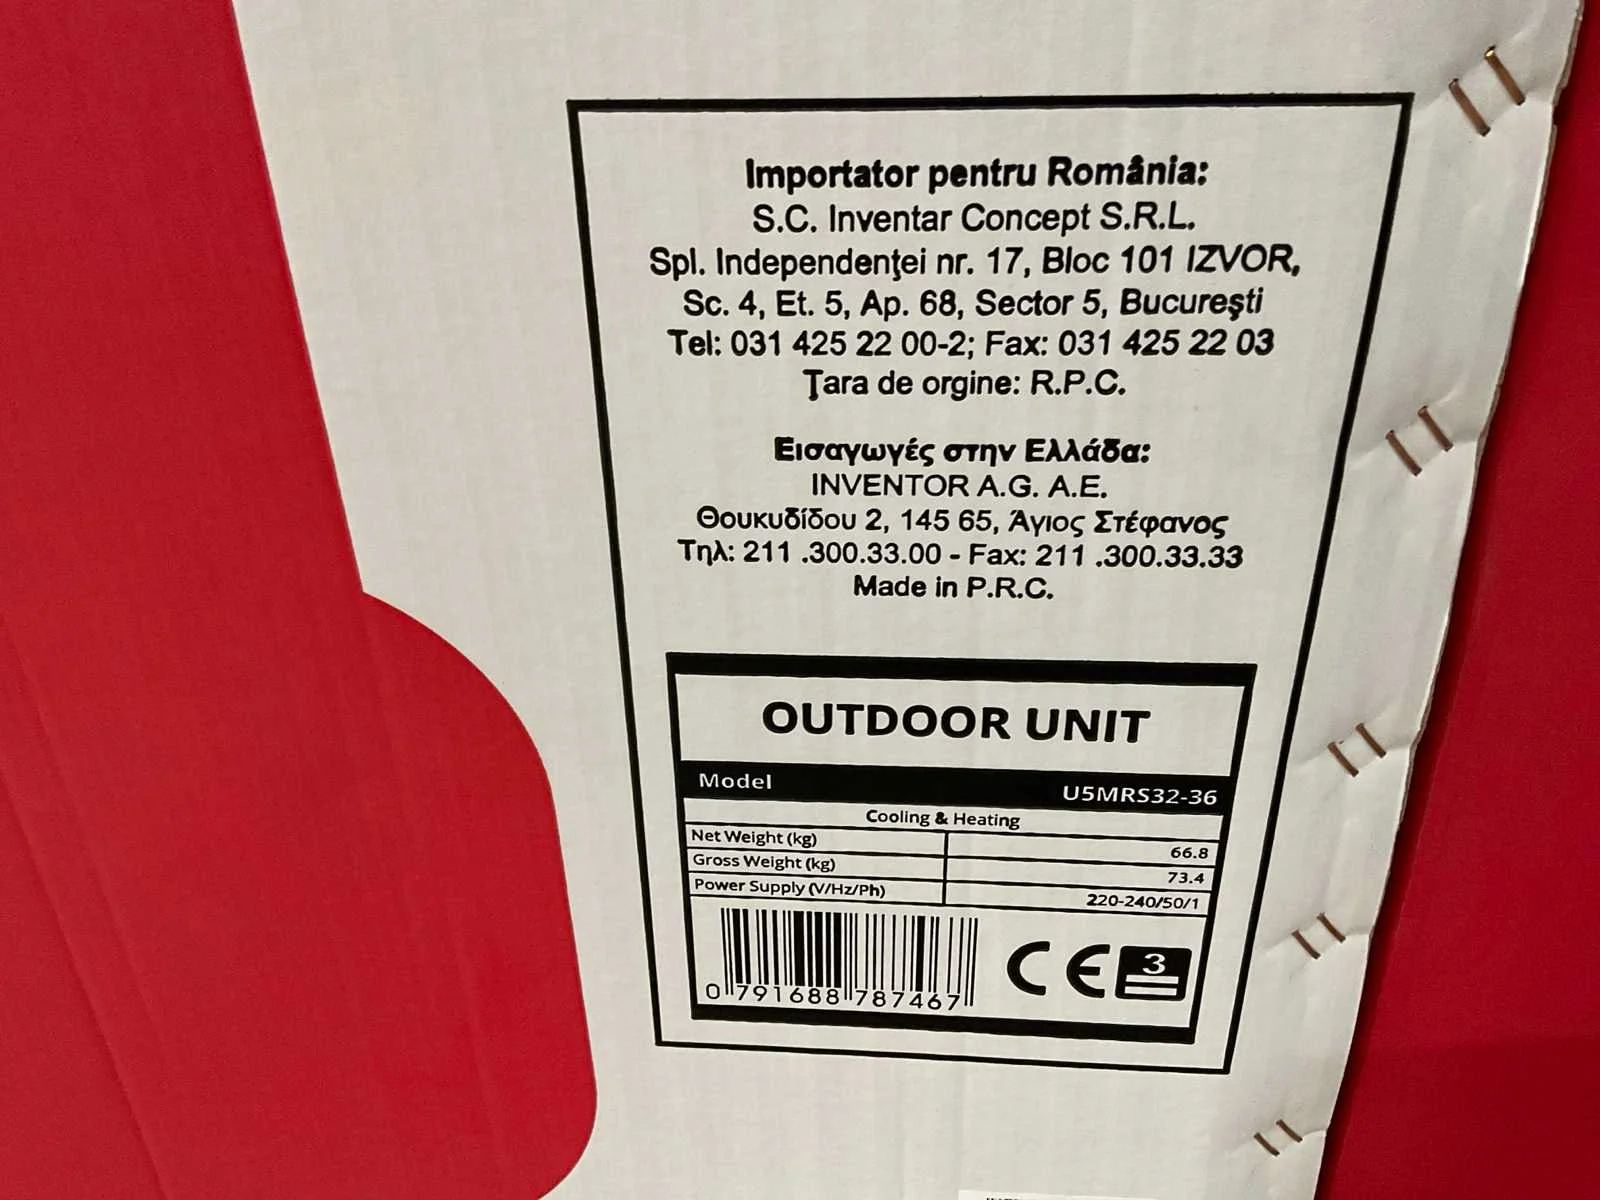 Importator pentru România:
S.C. Inventar Concept S.R.L.
Spl. Independenţei nr. 17, Bloc 101 IZVOR,
Sc. 4, Et. 5, Ap. 68, Sector 5, Bucureşti
Tel: 031 425 22 00-2; Fax: 031 425 22 03
Ţara de orgine: R.P.C.
Εισαγωγές στην Ελλάδα:
INVENTOR A.G. A.E.
Θουκυδίδου 2, 145 65, Άγιος Στέφανος
Τηλ: 211 .300.33.00 - Fax: 211 .300.33.33
Made in P.R.C.
OUTDOOR UNIT
Model U5MRS32-36
Cooling & Heating
Net Weight (kg) 66.8
Gross Weight (kg) 73.4
Power Supply (V/Hz/Ph) 220-240/50/1
0 791688 787467
CE 3